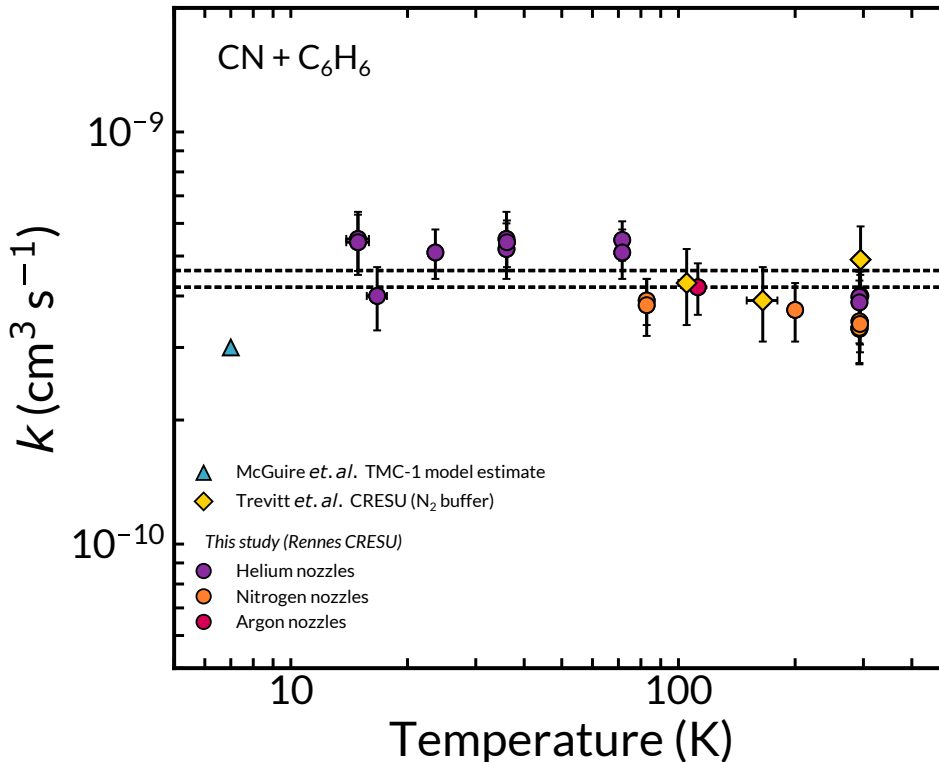 CN + C₆H₆
10⁻⁹
10⁻¹⁰
k (cm³ s⁻¹)
McGuire et.al. TMC-1 model estimate
Trevitt et.al. CRESU (N₂ buffer)
This study (Rennes CRESU)
Helium nozzles
Nitrogen nozzles
Argon nozzles
10 100
Temperature (K)